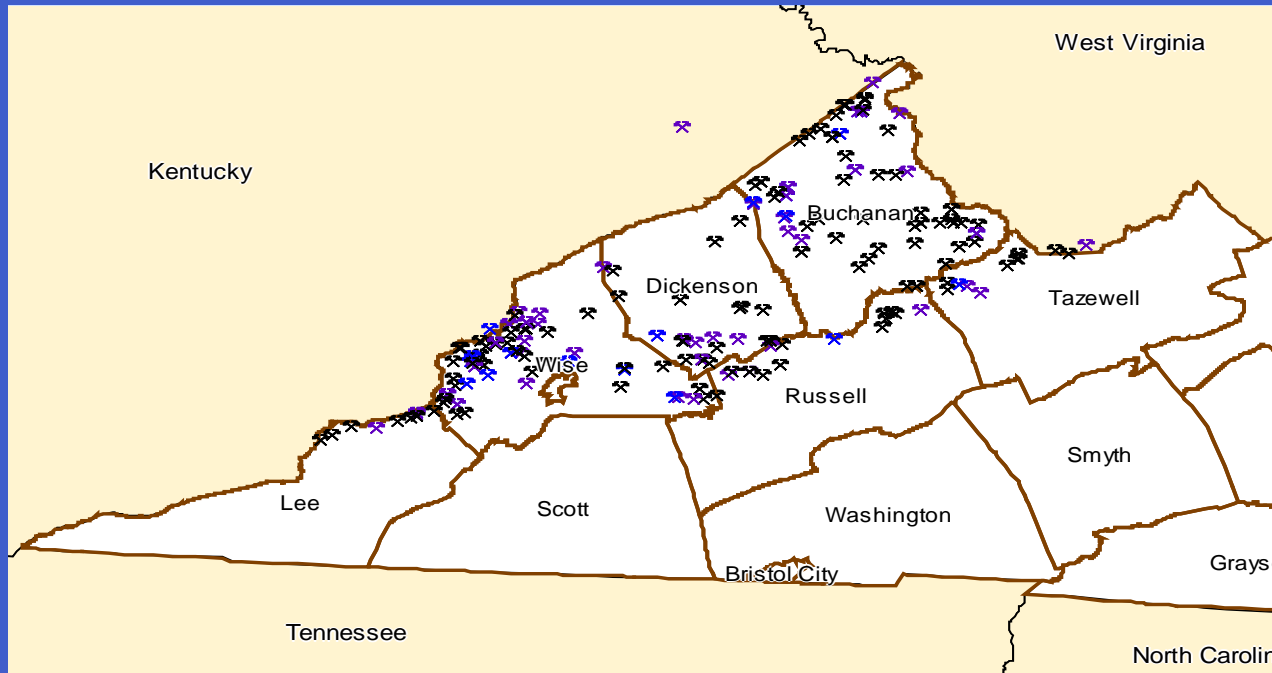 West Virginia
Kentucky
Buchanan
Dickenson
Tazewell
Wise
Russell
Smyth
Lee
Scott
Washington
Grays
Bristol City
Tennessee
North Carolin